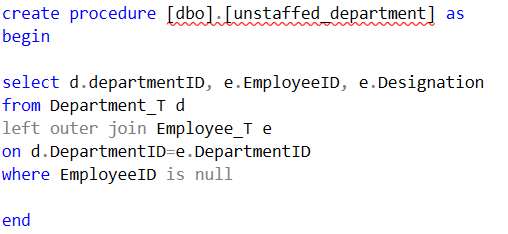 create procedure [dbo].[unstaffed_department] as
begin
select d.departmentID, e.EmployeeID, e.Designation
from Department_T d
left outer join Employee_T e
on d.DepartmentID=e.DepartmentID
where EmployeeID is null
end